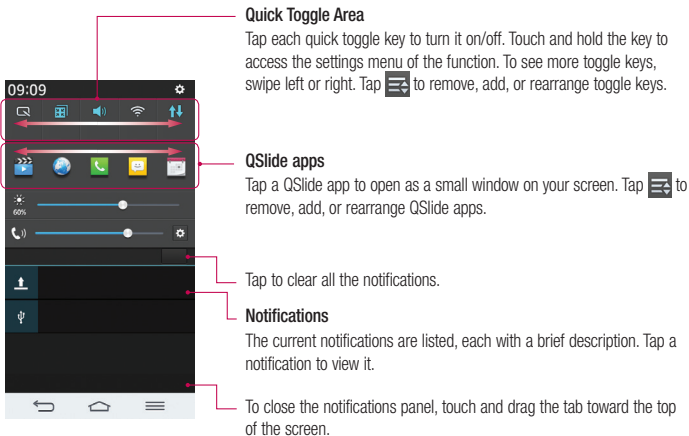 Quick Toggle Area
Tap each quick toggle key to turn it on/off. Touch and hold the key to
access the settings menu of the function. To see more toggle keys,
swipe left or right. Tap to remove, add, or rearrange toggle keys.
09:09
QSlide apps
Tap a QSlide app to open as a small window on your screen. Tap to
remove, add, or rearrange QSlide apps.
60%
Tap to clear all the notifications.
Notifications
The current notifications are listed, each with a brief description. Tap a
notification to view it.
To close the notifications panel, touch and drag the tab toward the top
of the screen.